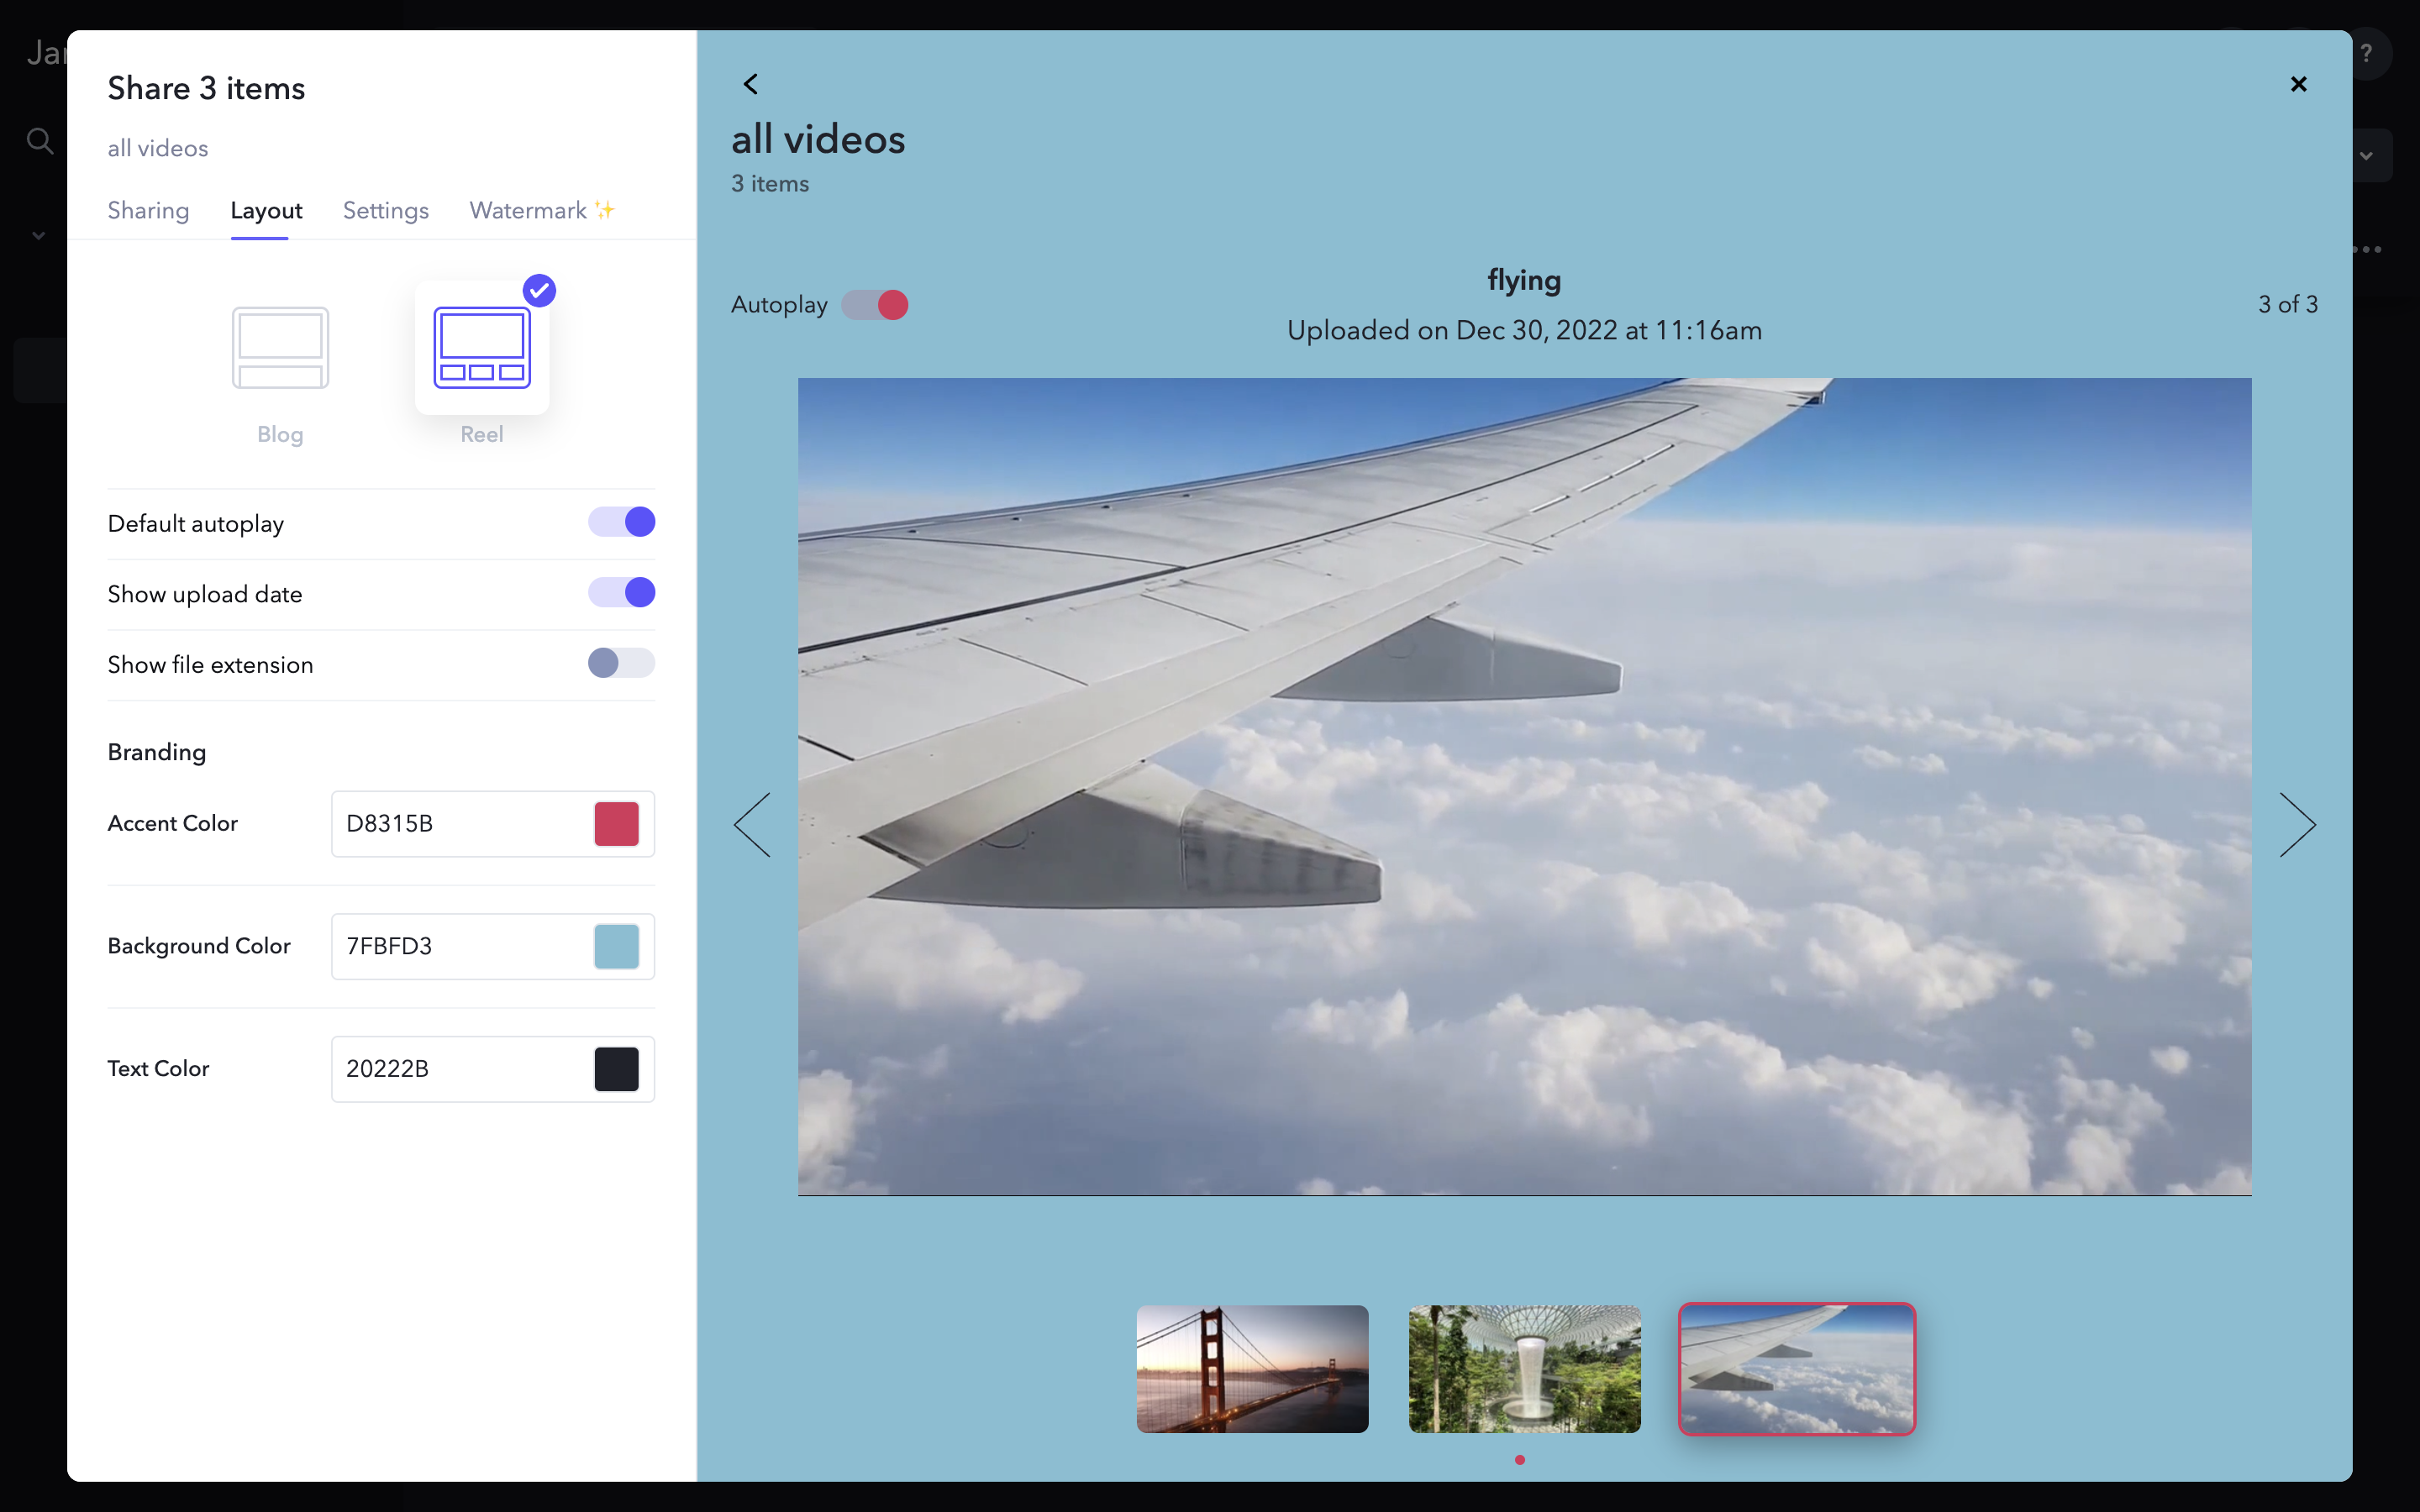 Jar
Share 3 items
all videos
Sharing Layout Settings Watermark ✨
Blog Reel
Default autoplay
Show upload date
Show file extension
Branding
Accent Color D8315B
Background Color 7FBFD3
Text Color 20222B
all videos
3 items
Autoplay
flying
Uploaded on Dec 30, 2022 at 11:16am
3 of 3
?